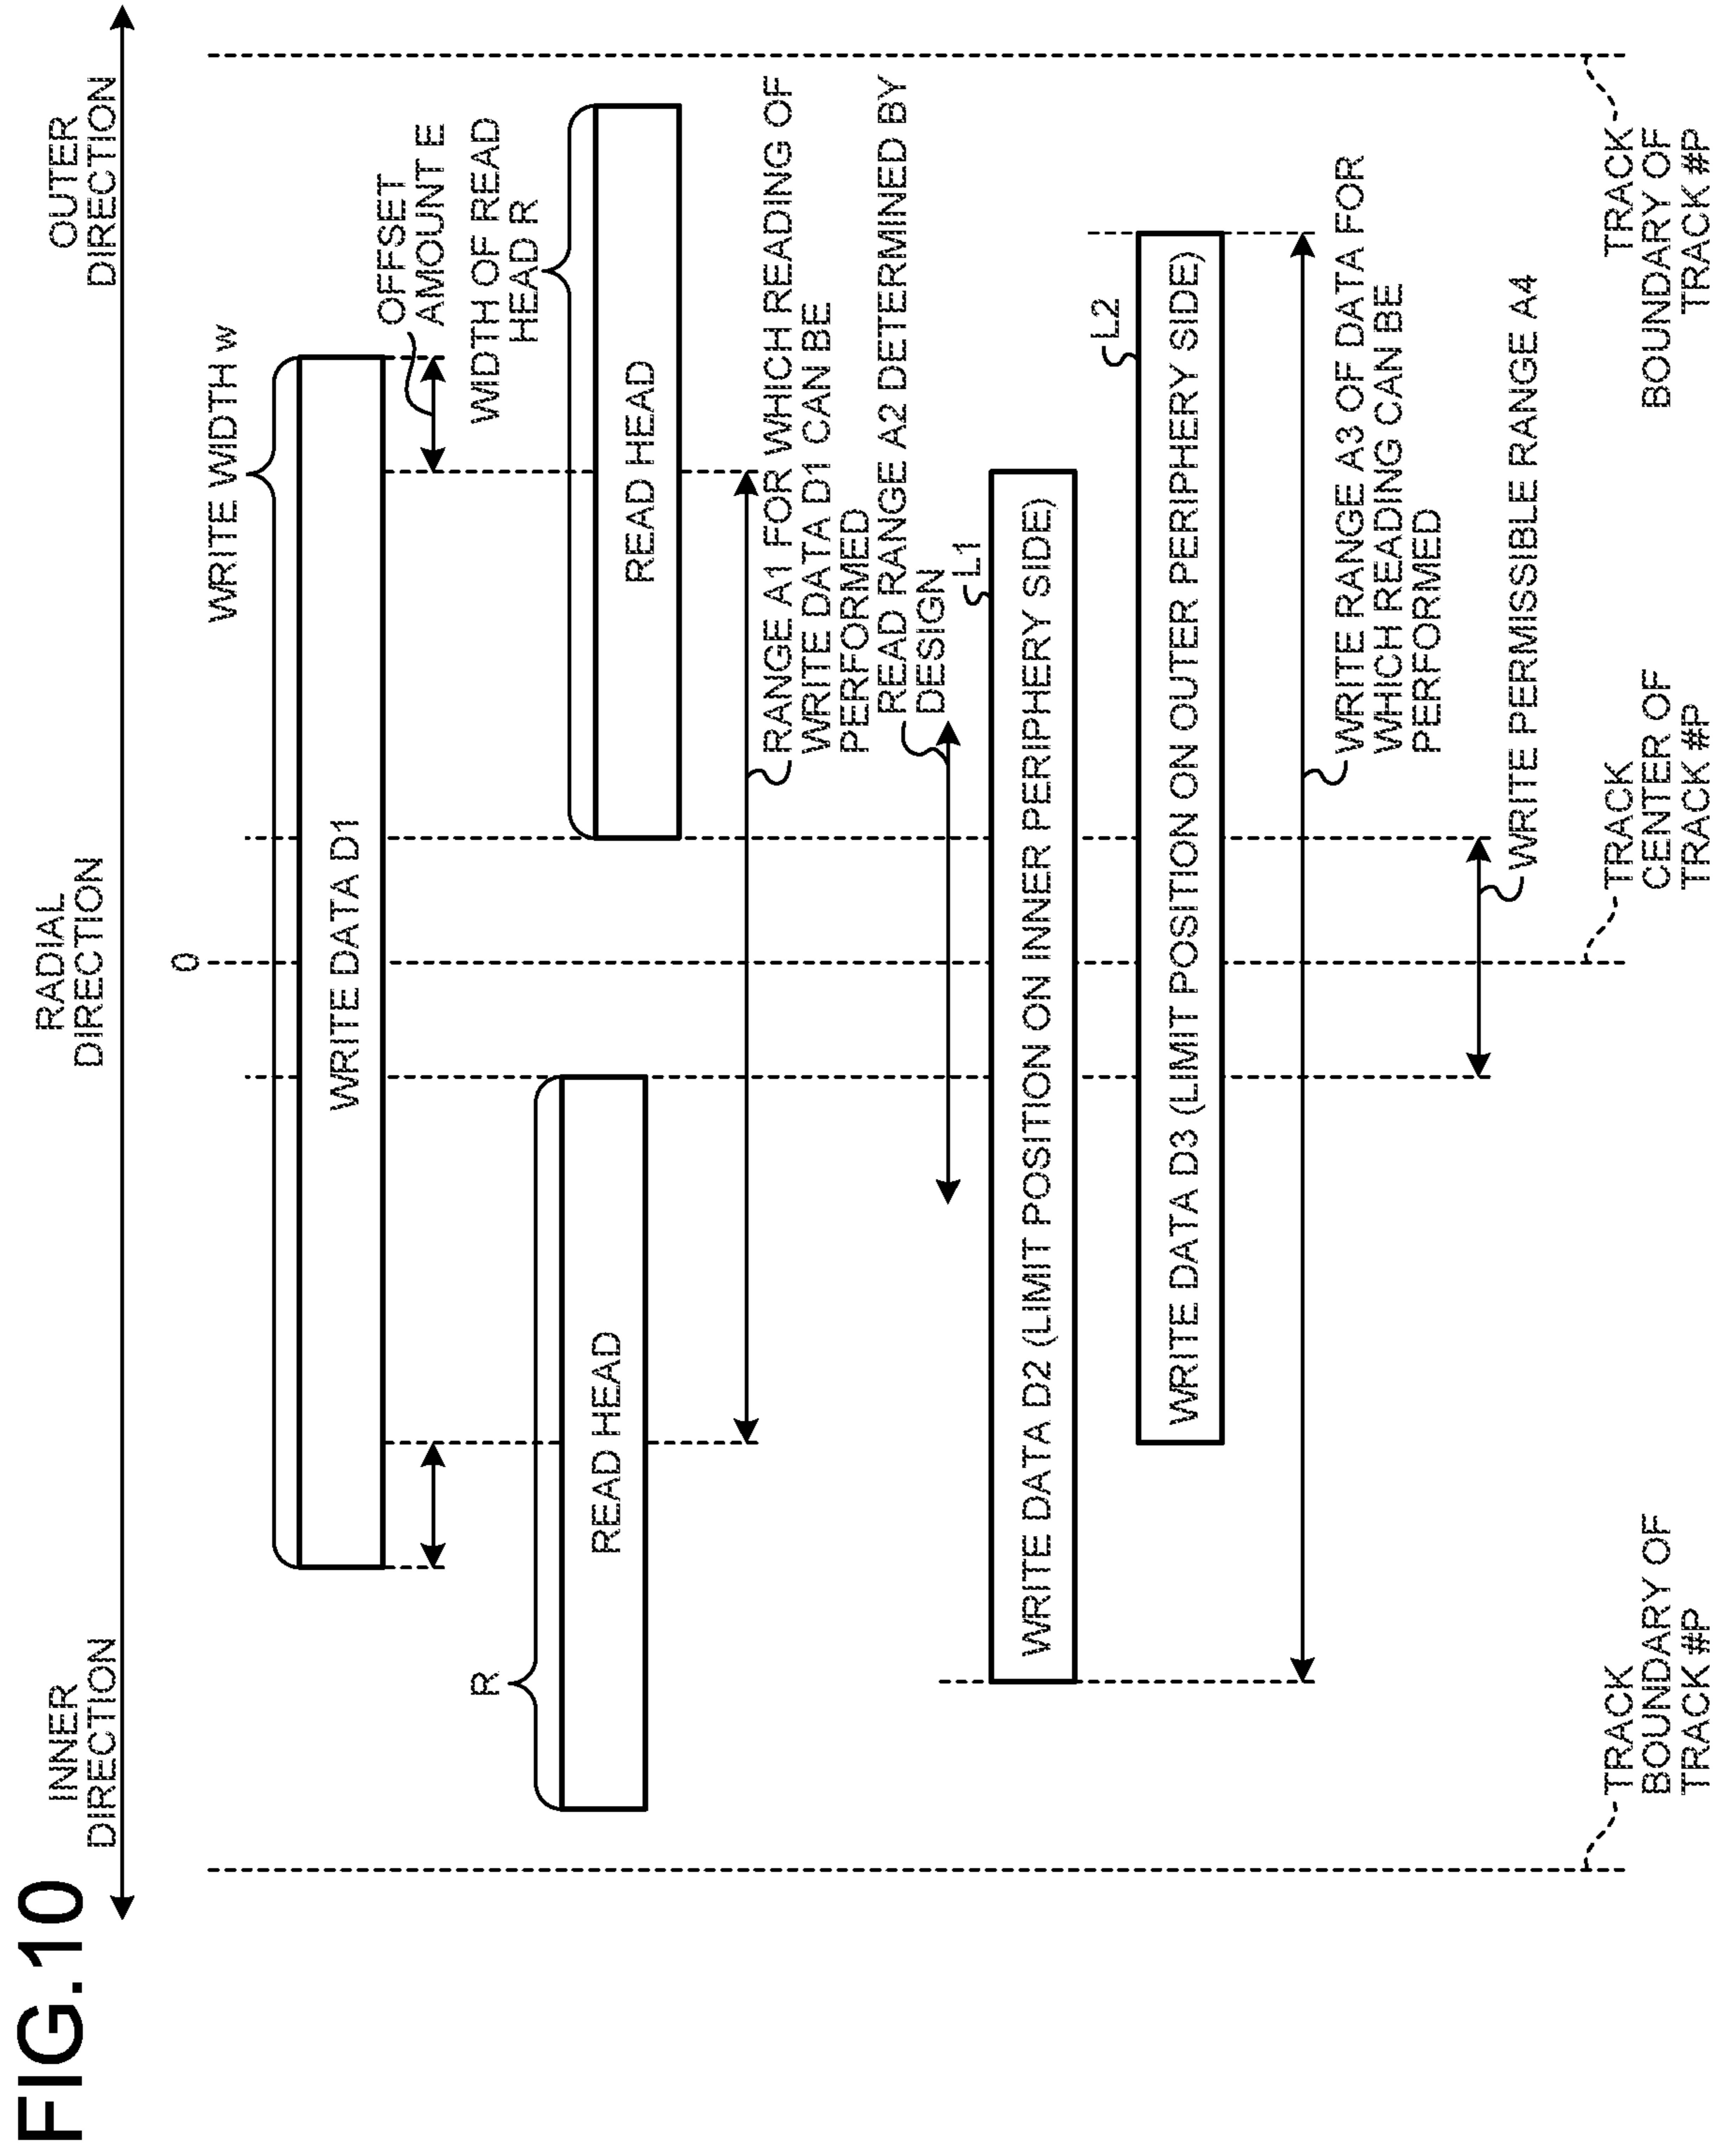 FIG.10
INNER
DIRECTION
RADIAL
DIRECTION
OUTER
DIRECTION
0
WRITE WIDTH w
WRITE DATA D1
OFFSET
AMOUNT E
R
WIDTH OF READ
HEAD R
READ HEAD
READ HEAD
RANGE A1 FOR WHICH READING OF
WRITE DATA D1 CAN BE
PERFORMED
READ RANGE A2 DETERMINED BY
DESIGN
L1
WRITE DATA D2 (LIMIT POSITION ON INNER PERIPHERY SIDE)
L2
WRITE DATA D3 (LIMIT POSITION ON OUTER PERIPHERY SIDE)
WRITE RANGE A3 OF DATA FOR
WHICH READING CAN BE
PERFORMED
WRITE PERMISSIBLE RANGE A4
TRACK
BOUNDARY OF
TRACK #P
TRACK
CENTER OF
TRACK #P
TRACK
BOUNDARY OF
TRACK #P